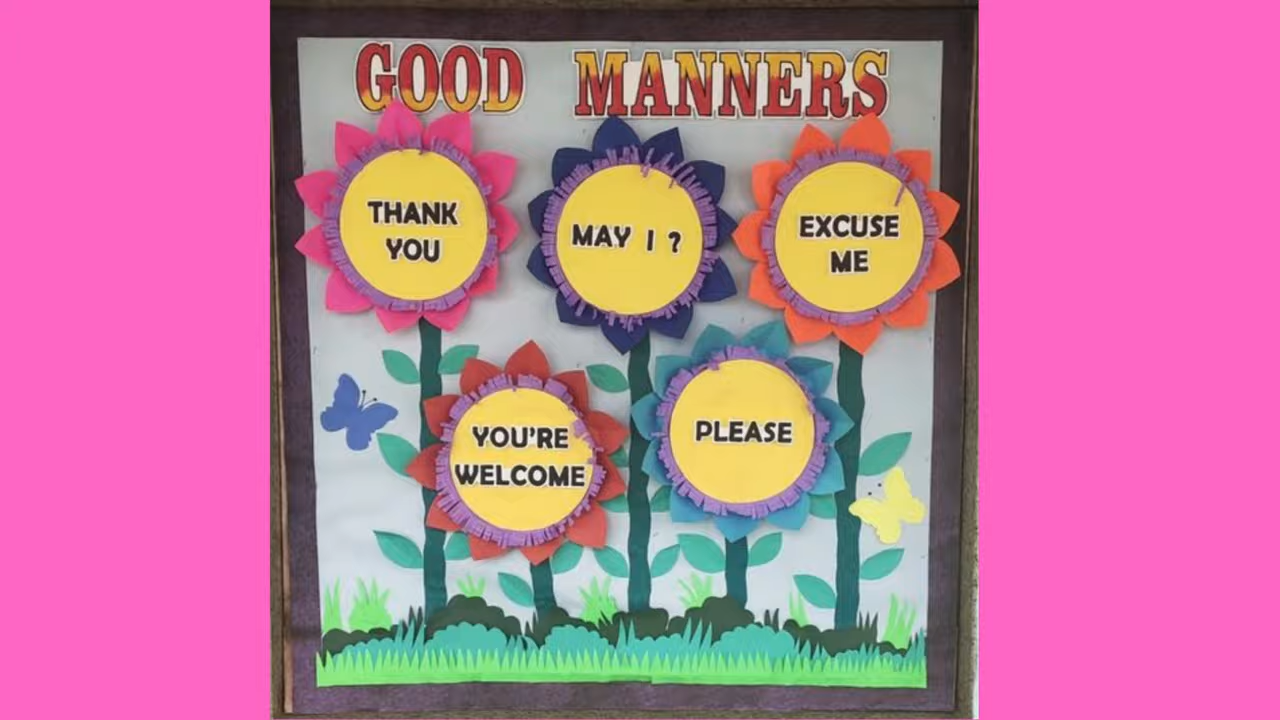 GOOD MANNERS
THANK
YOU
MAY I ?
EXCUSE
ME
YOU'RE
WELCOME
PLEASE